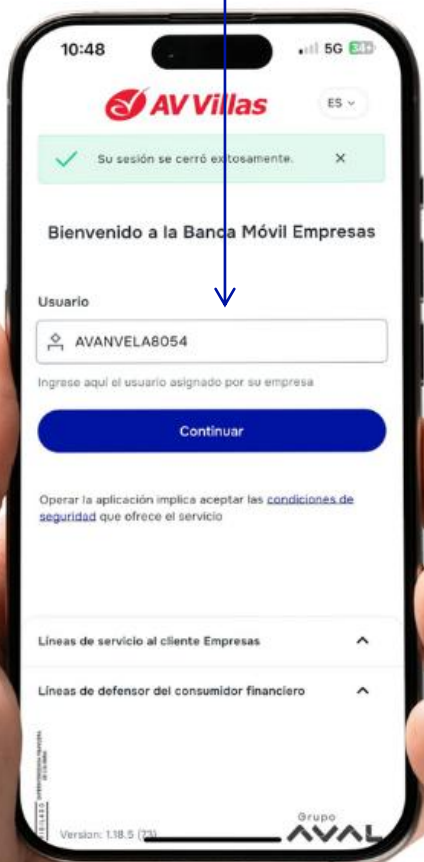 10:48
5G
AV Villas
ES
Su sesión se cerró exitosamente.
Bienvenido a la Banca Móvil Empresas
Usuario
AVANVELA8054
Ingrese aquí el usuario asignado por su empresa
Continuar
Operar la aplicación implica aceptar las condiciones de
seguridad que ofrece el servicio
Líneas de servicio al cliente Empresas
Líneas de defensor del consumidor financiero
Version: 1.18.5 (73)
Grupo
AVAL